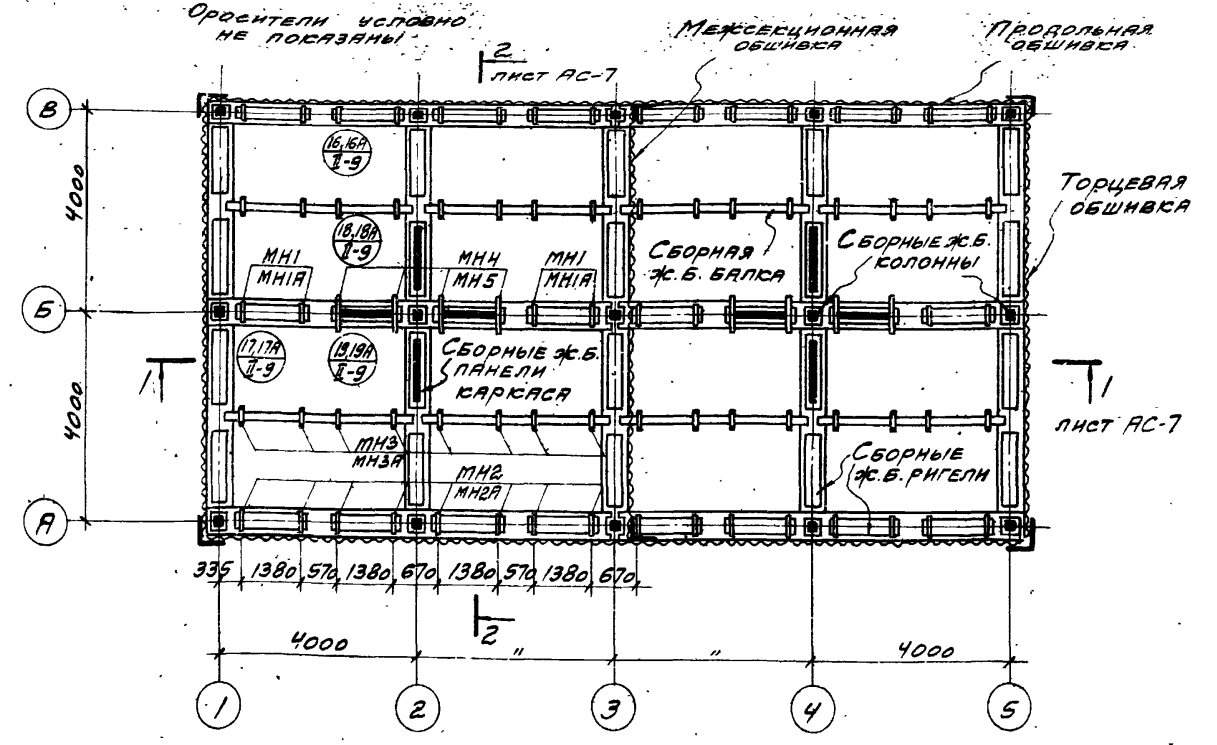 Оросители условно
не показаны
2
лист АС-7
Межсекционная
обшивка
Продольная
обшивка
В
16,16А
II-9
4000
Торцевая
обшивка
18,18А
II-9
Сборная
ж.б. балка
Сборные ж.б.
колонны
МН1
МН1А
МН4
МН5
МН1
МН1А
Б
17,17А
II-9
19,19А
II-9
Сборные ж.б.
панели
каркаса
1
1
лист АС-7
4000
МН3
МН3А
Сборные
ж.б. ригели
МН2
МН2А
А
335 1380 570 1380 670 1380 570 1380 670
2
4000 " " 4000
1 2 3 4 5